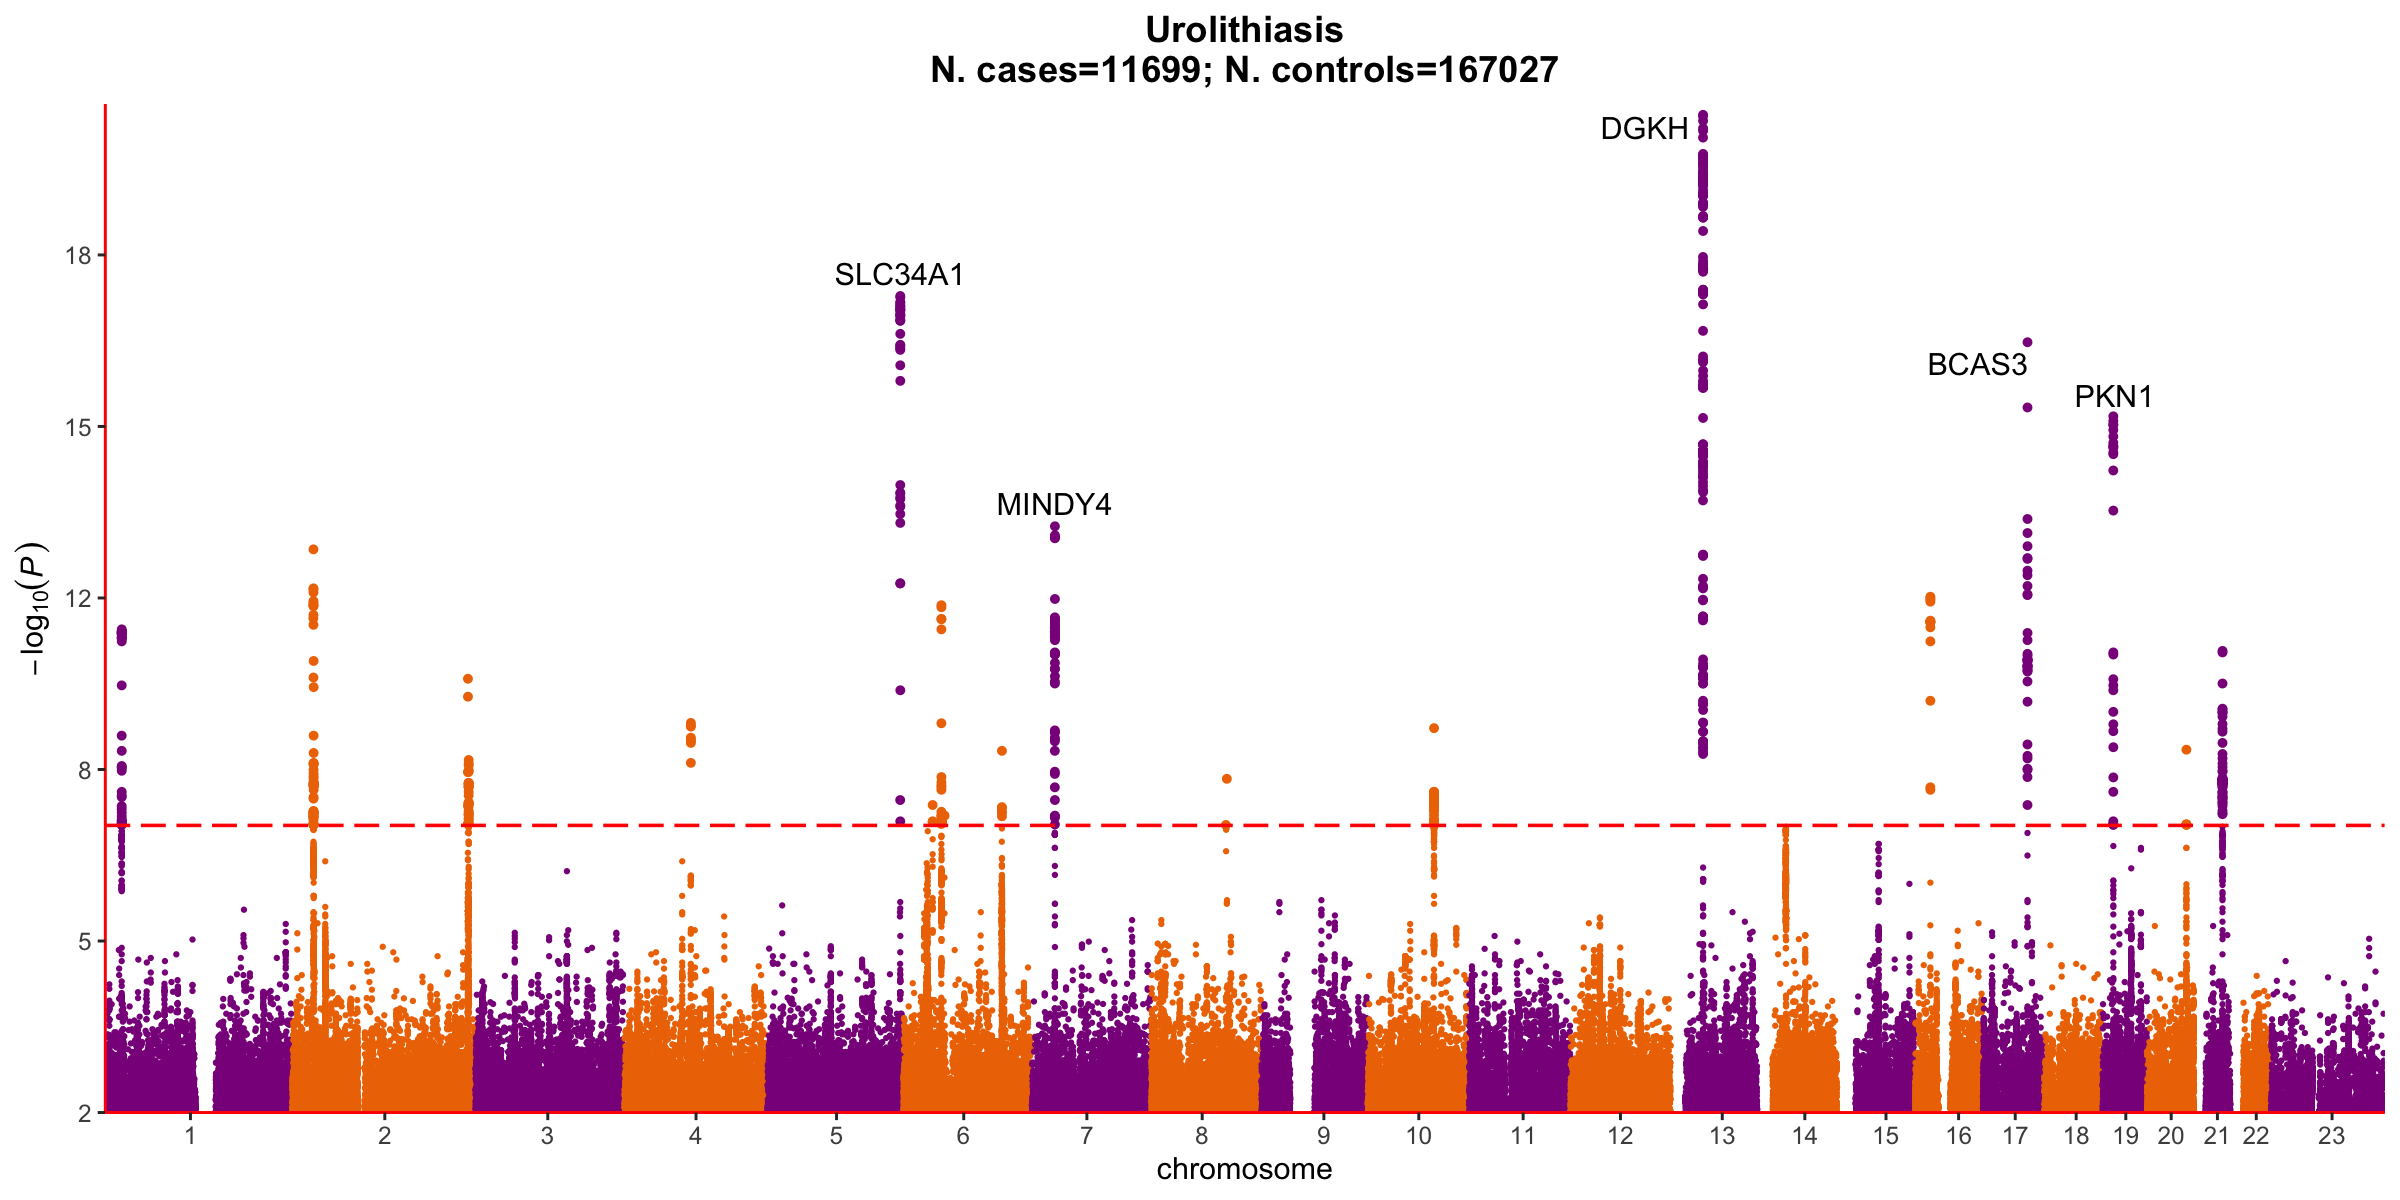 Urolithiasis
N. cases=11699; N. controls=167027
DGKH
18
SLC34A1
BCAS3
PKN1
15
MINDY4
12
−log10(P)
8
5
2
1 2 3 4 5 6 7 8 9 10 11 12 13 14 15 16 17 18 19 20 21 22 23
chromosome